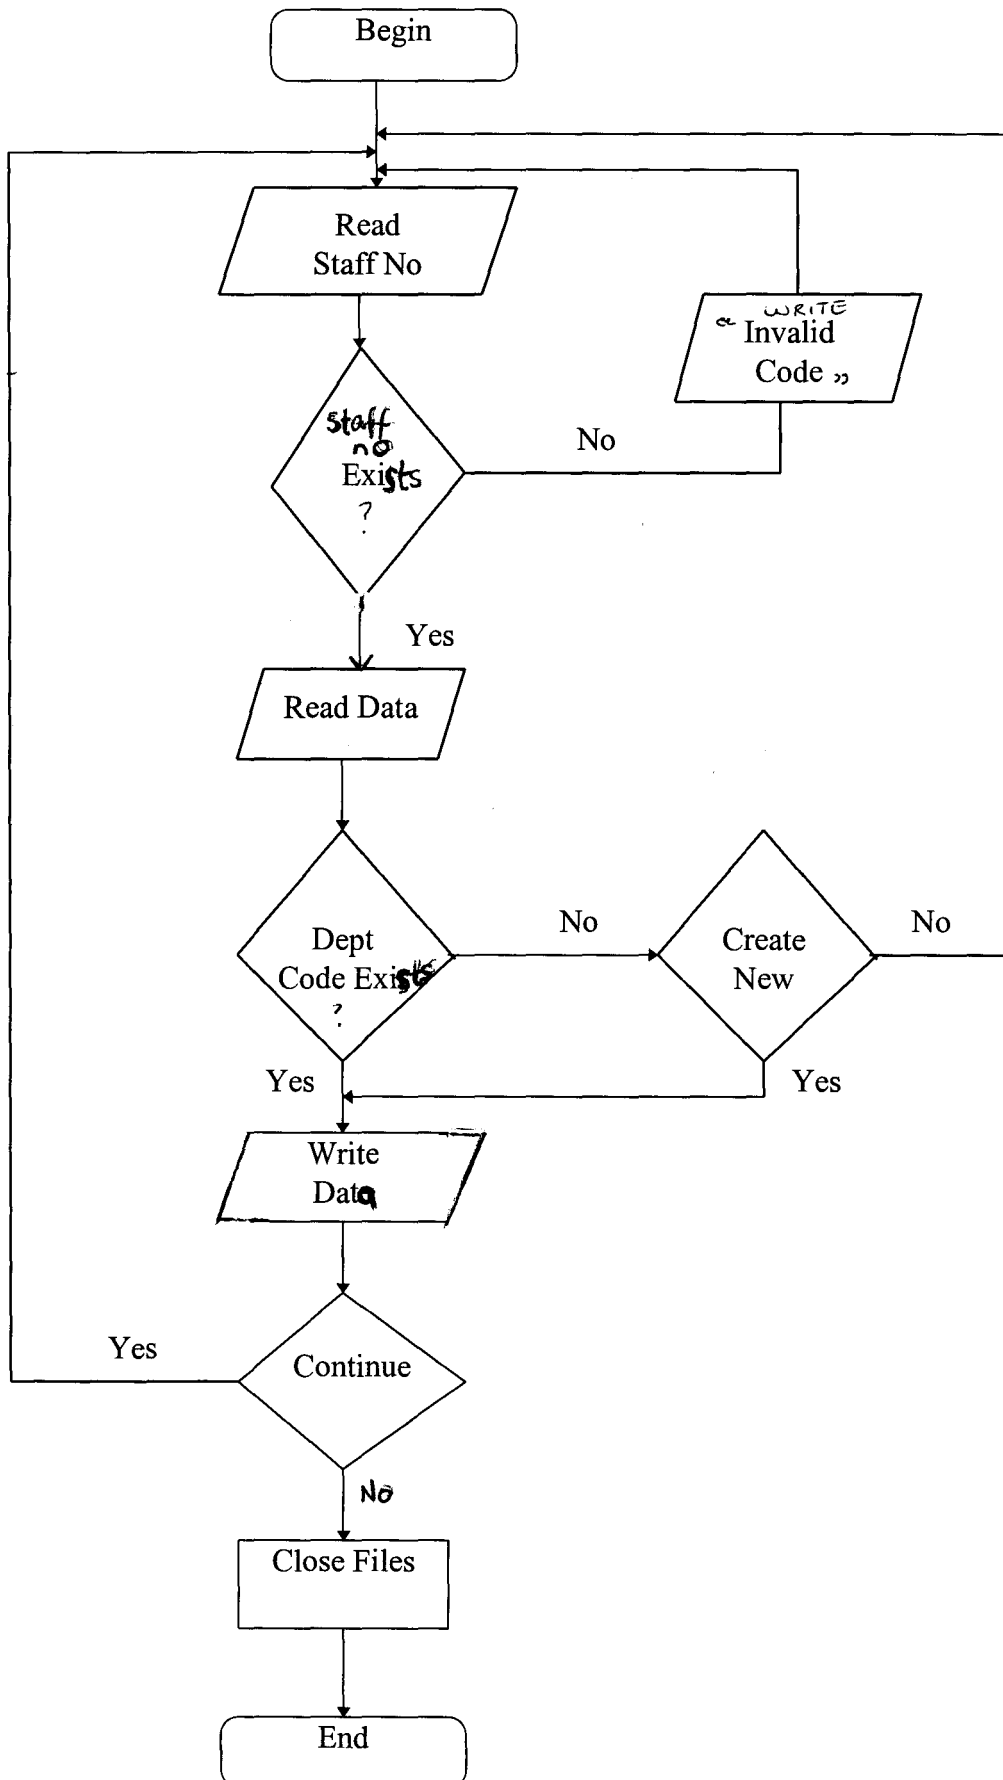 Begin
Read
Staff No
WRITE
“ Invalid
Code „
Staff
no
Exists
?
No
Yes
Read Data
Dept
Code Exists
?
No
Create
New
No
Yes
Yes
Write
Data
Yes
Continue
No
Close Files
End